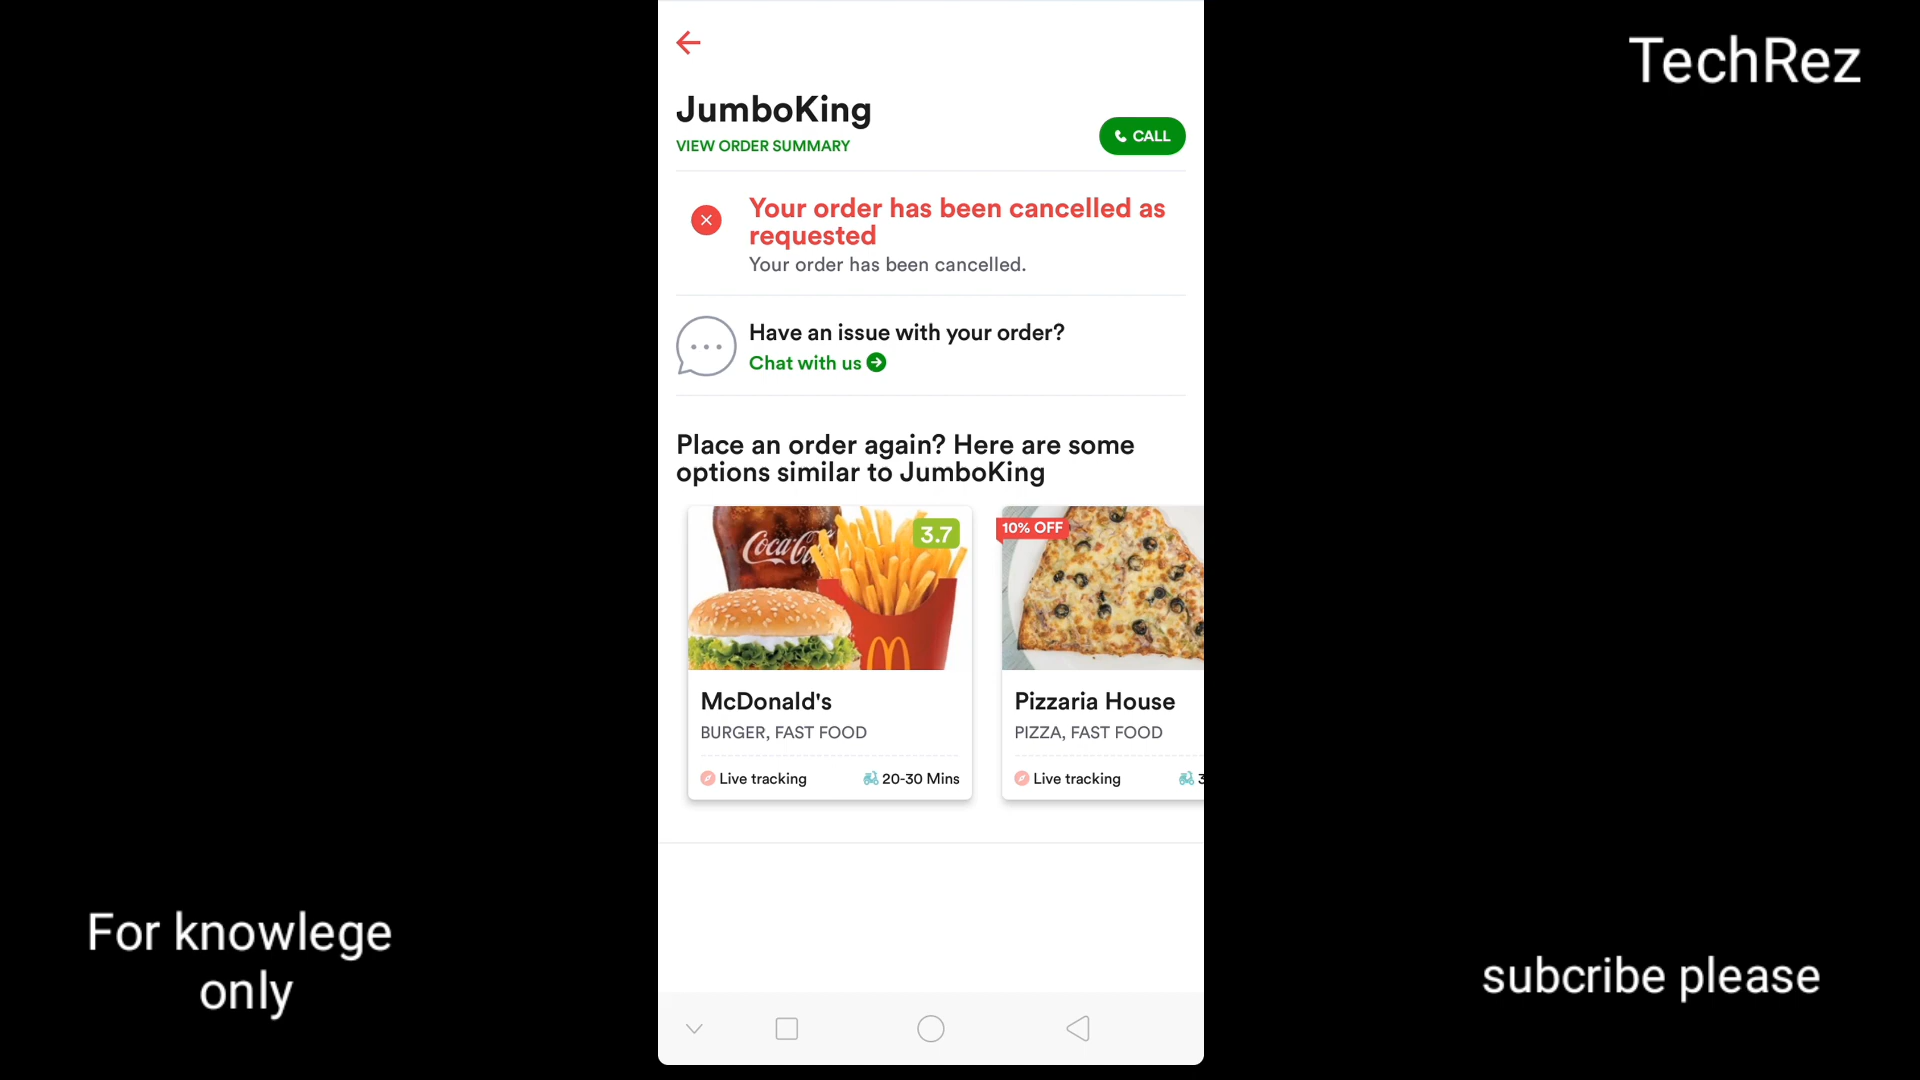 TechRez
JumboKing
VIEW ORDER SUMMARY
CALL
Your order has been cancelled as
requested
Your order has been cancelled.
Have an issue with your order?
Chat with us
Place an order again? Here are some
options similar to JumboKing
3.7
10% OFF
McDonald's
BURGER, FAST FOOD
Live tracking
20-30 Mins
Pizzaria House
PIZZA, FAST FOOD
Live tracking
For knowlege
only
subcribe please